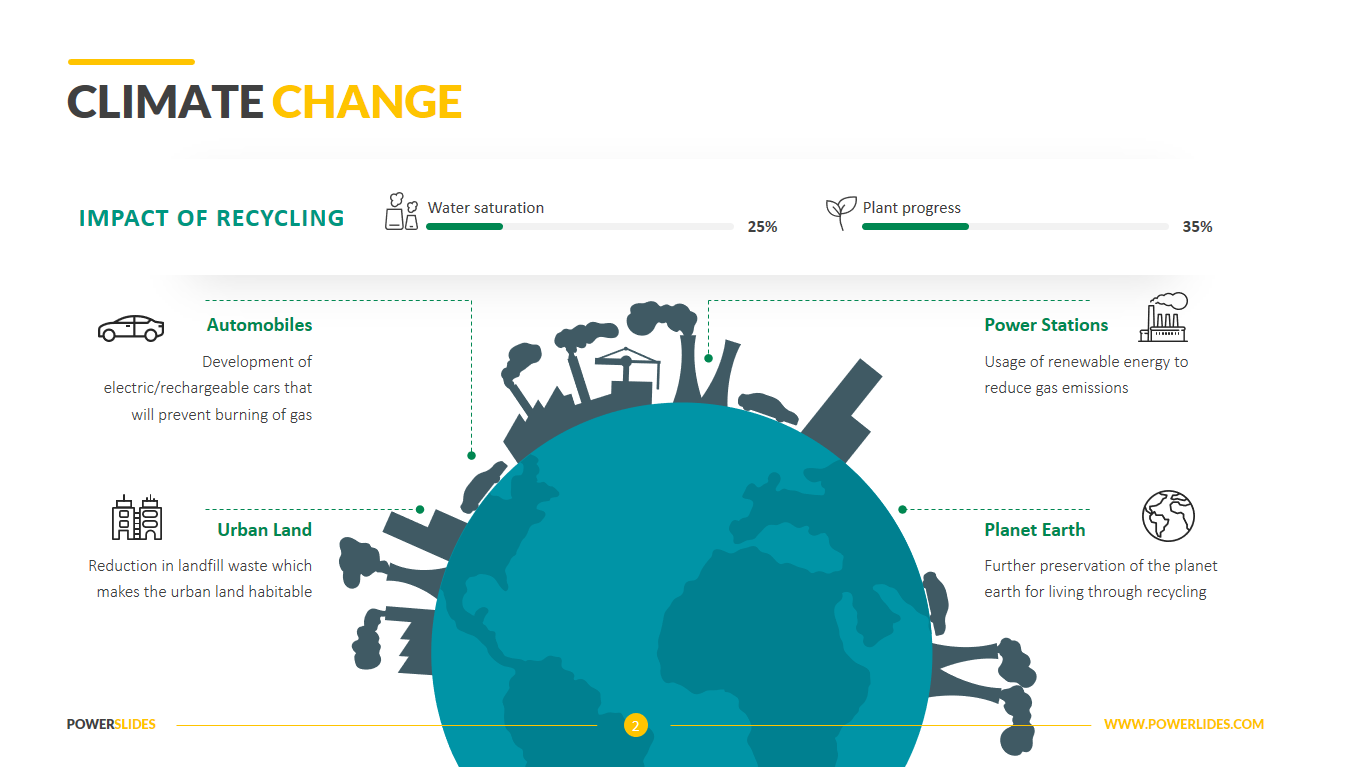 CLIMATE CHANGE
IMPACT OF RECYCLING
Water saturation
25%
Plant progress
35%
Automobiles
Development of
electric/rechargeable cars that
will prevent burning of gas
Power Stations
Usage of renewable energy to
reduce gas emissions
Urban Land
Reduction in landfill waste which
makes the urban land habitable
Planet Earth
Further preservation of the planet
earth for living through recycling
POWERSLIDES
2
WWW.POWERLIDES.COM